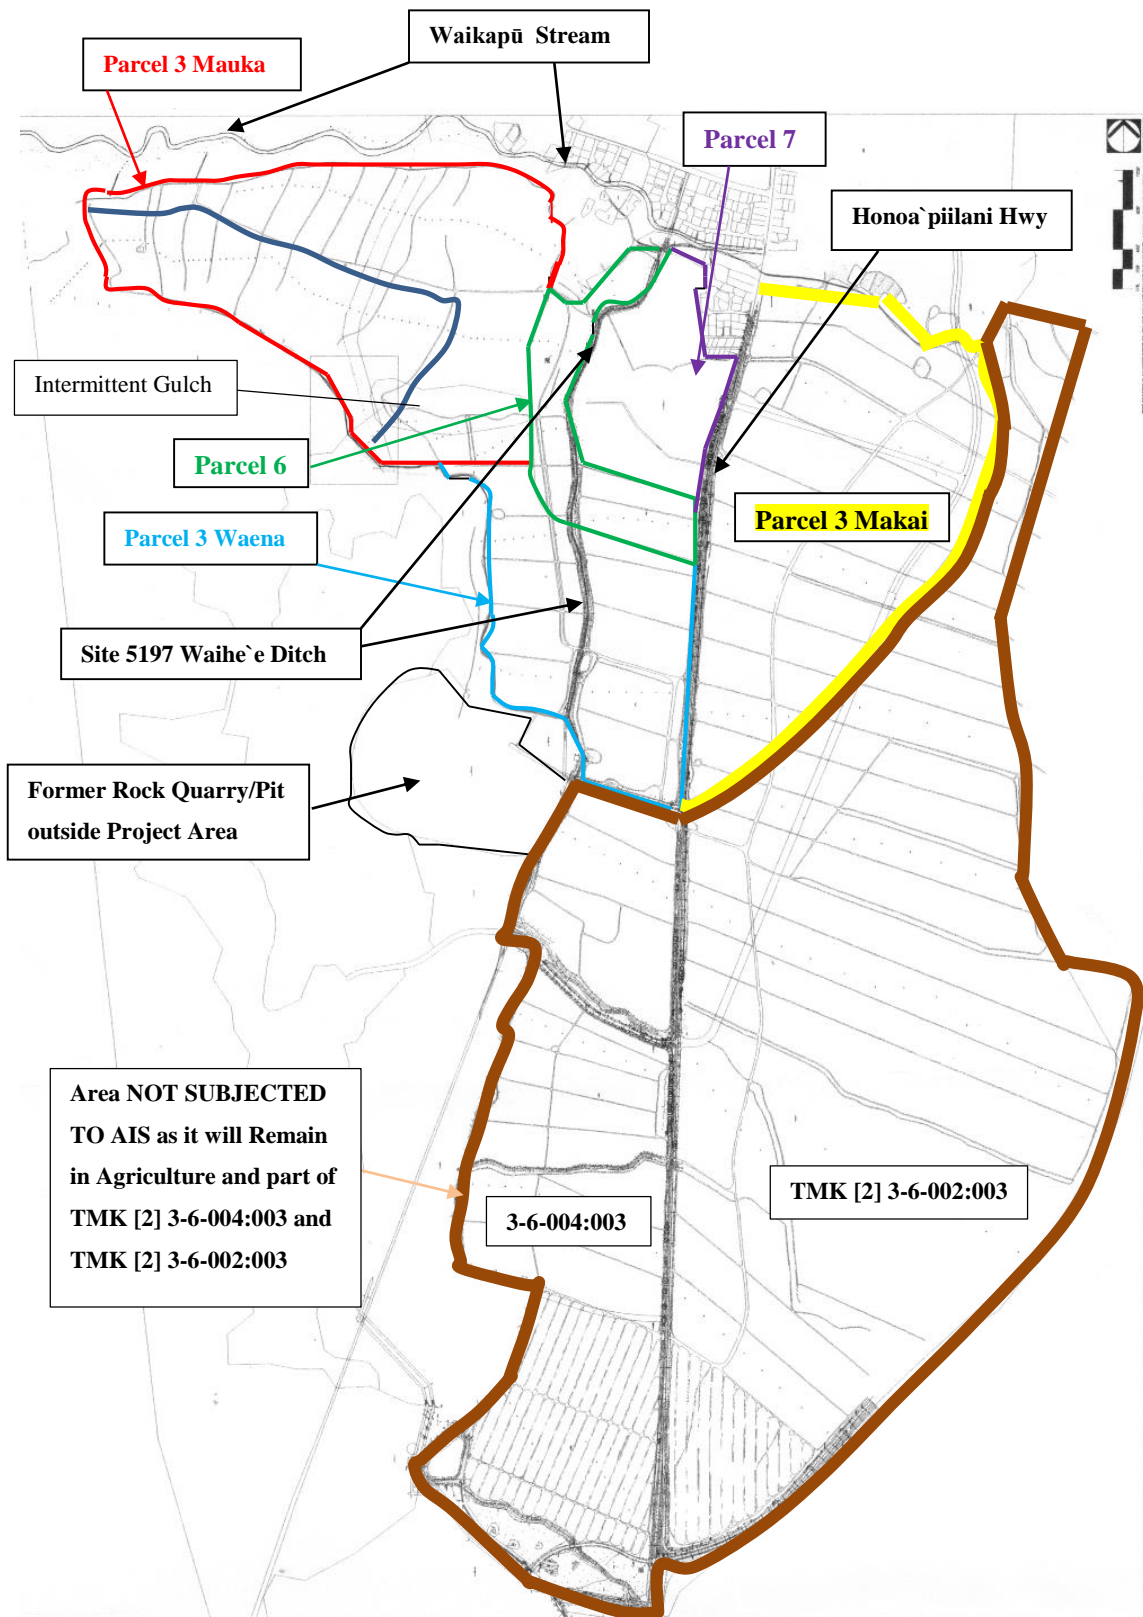 Waikapū Stream
Parcel 3 Mauka
Parcel 7
Honoa`piilani Hwy
Intermittent Gulch
Parcel 6
Parcel 3 Makai
Parcel 3 Waena
Site 5197 Waihe`e Ditch
Former Rock Quarry/Pit
outside Project Area
Area NOT SUBJECTED
TO AIS as it will Remain
in Agriculture and part of
TMK [2] 3-6-004:003 and
TMK [2] 3-6-002:003
3-6-004:003
TMK [2] 3-6-002:003